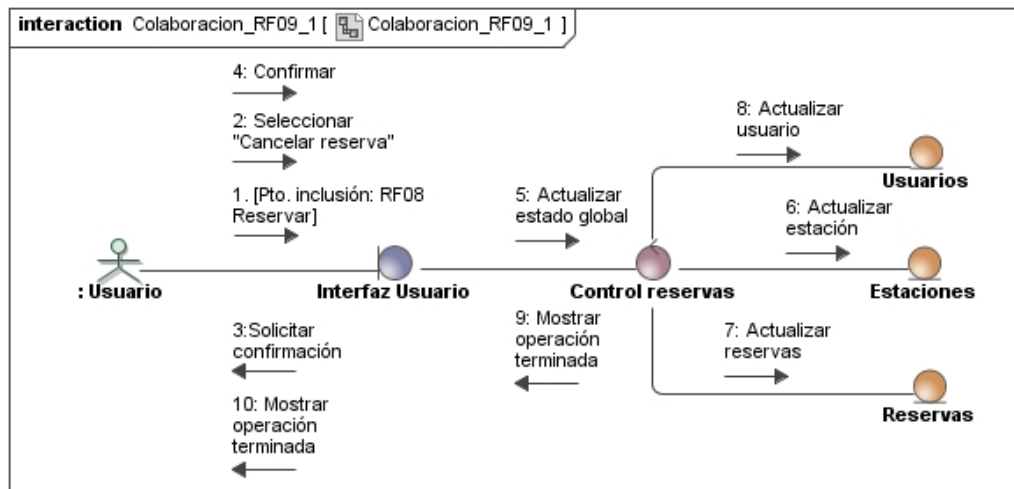 interaction Colaboracion_RF09_1 [ Colaboracion_RF09_1 ]
4: Confirmar
2: Seleccionar
"Cancelar reserva"
1. [Pto. inclusión: RF08
Reservar]
5: Actualizar
estado global
8: Actualizar
usuario
Usuarios
6: Actualizar
estación
: Usuario
Interfaz Usuario
Control reservas
Estaciones
3:Solicitar
confirmación
9: Mostrar
operación
terminada
7: Actualizar
reservas
10: Mostrar
operación
terminada
Reservas